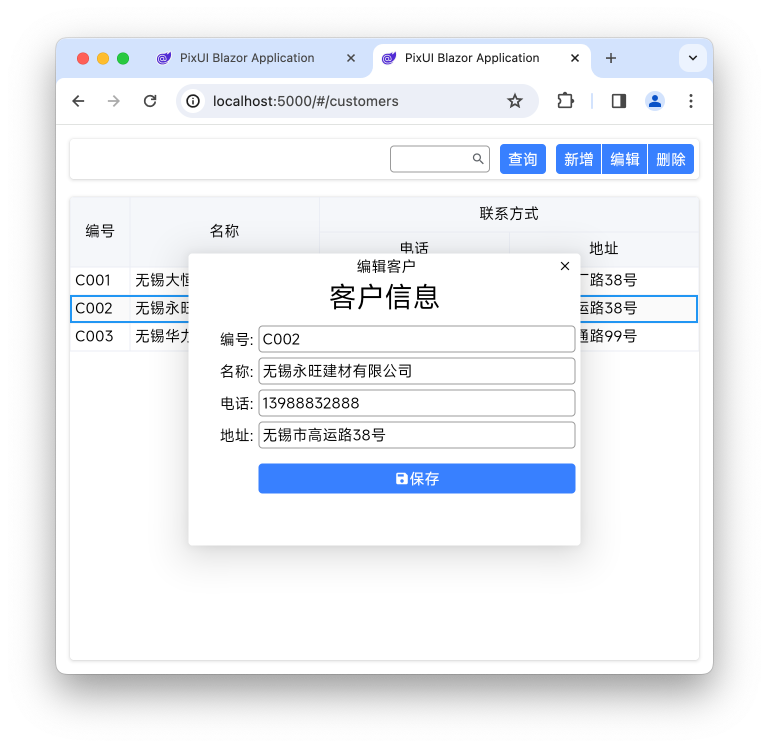 PixUI Blazor Application
PixUI Blazor Application
localhost:5000/#/customers
查询
新增
编辑
删除
编号
名称
联系方式
电话
地址
C001 无锡大恒 路38号
C002 无锡永旺 运路38号
C003 无锡华力 通路99号
编辑客户
客户信息
编号: C002
名称: 无锡永旺建材有限公司
电话: 13988832888
地址: 无锡市高运路38号
保存